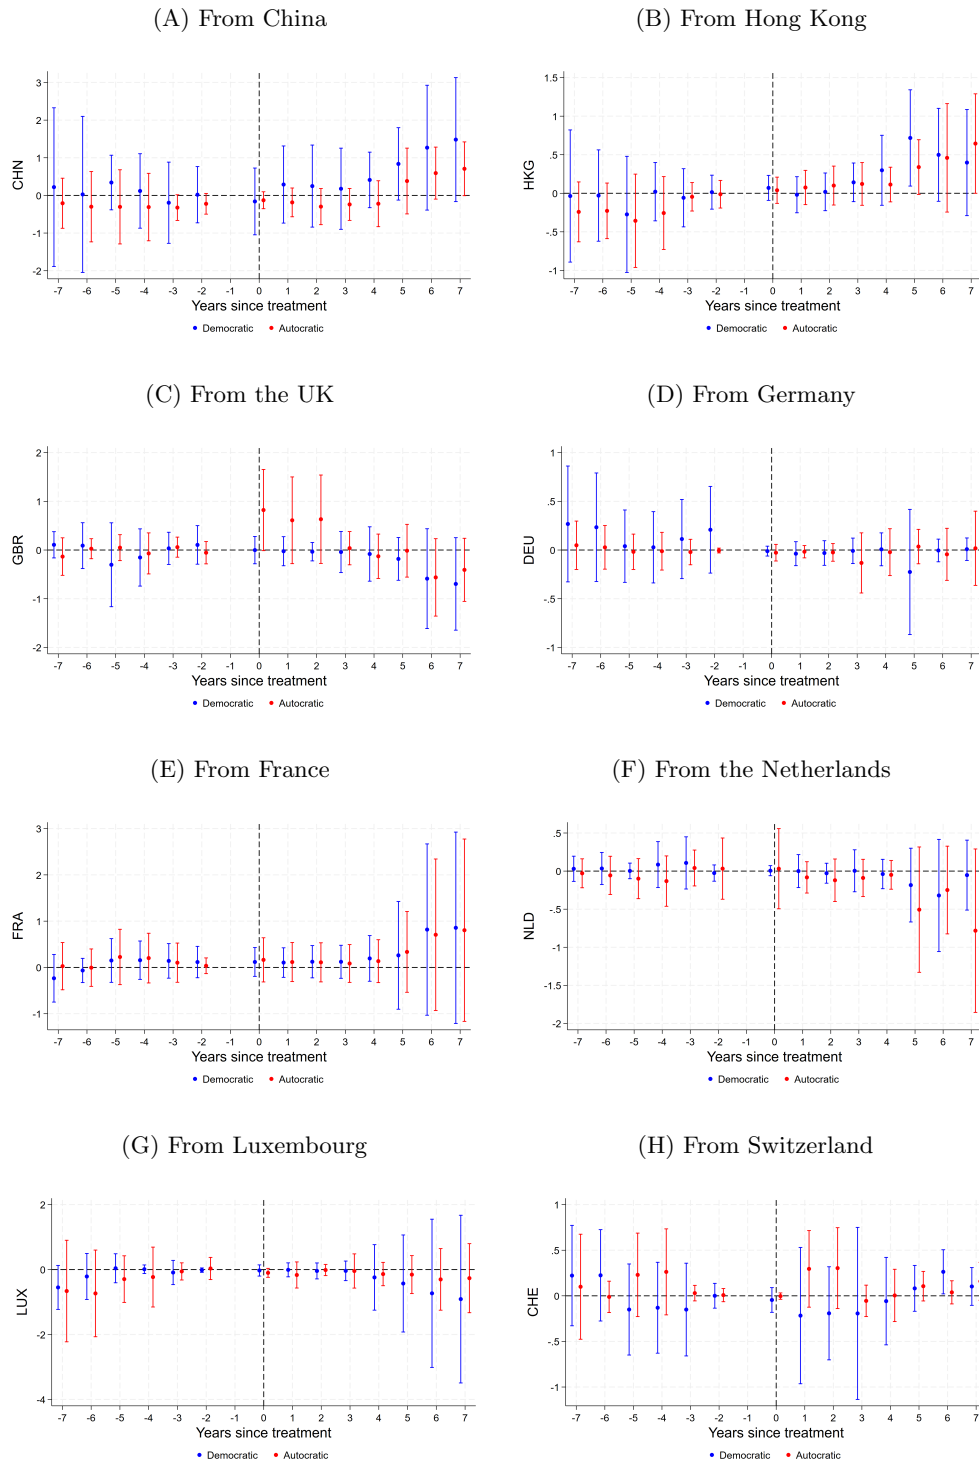 (A) From China
(B) From Hong Kong
CHN
3
2
1
0
-1
-2
-7 -6 -5 -4 -3 -2 -1 0 1 2 3 4 5 6 7
Years since treatment
Democratic Autocratic
HKG
1.5
1
.5
0
-.5
-1
-7 -6 -5 -4 -3 -2 -1 0 1 2 3 4 5 6 7
Years since treatment
Democratic Autocratic
(C) From the UK
(D) From Germany
GBR
2
1
0
-1
-2
-7 -6 -5 -4 -3 -2 -1 0 1 2 3 4 5 6 7
Years since treatment
Democratic Autocratic
DEU
1
.5
0
-.5
-1
-7 -6 -5 -4 -3 -2 -1 0 1 2 3 4 5 6 7
Years since treatment
Democratic Autocratic
(E) From France
(F) From the Netherlands
FRA
3
2
1
0
-1
-7 -6 -5 -4 -3 -2 -1 0 1 2 3 4 5 6 7
Years since treatment
Democratic Autocratic
NLD
.5
0
-.5
-1
-1.5
-2
-7 -6 -5 -4 -3 -2 -1 0 1 2 3 4 5 6 7
Years since treatment
Democratic Autocratic
(G) From Luxembourg
(H) From Switzerland
LUX
2
0
-2
-4
-7 -6 -5 -4 -3 -2 -1 0 1 2 3 4 5 6 7
Years since treatment
Democratic Autocratic
CHE
1
.5
0
-.5
-1
-7 -6 -5 -4 -3 -2 -1 0 1 2 3 4 5 6 7
Years since treatment
Democratic Autocratic